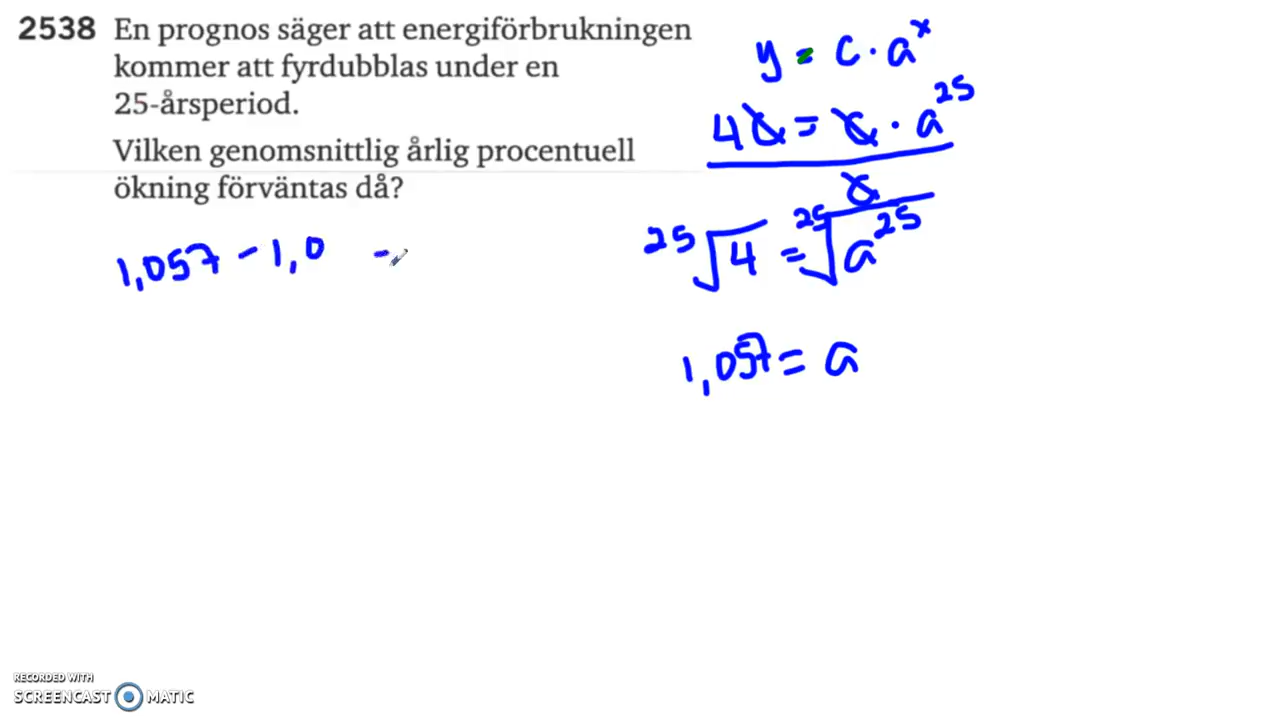 2538 En prognos säger att energiförbrukningen
kommer att fyrdubblas under en
25-årsperiod.
Vilken genomsnittlig årlig procentuell
ökning förväntas då?
1,057 - 1,0 -
y = C · a^x
4C = C · a^25
C
25√4 = 25√a^25
1,057 = a
RECORDED WITH
SCREENCAST MATIC